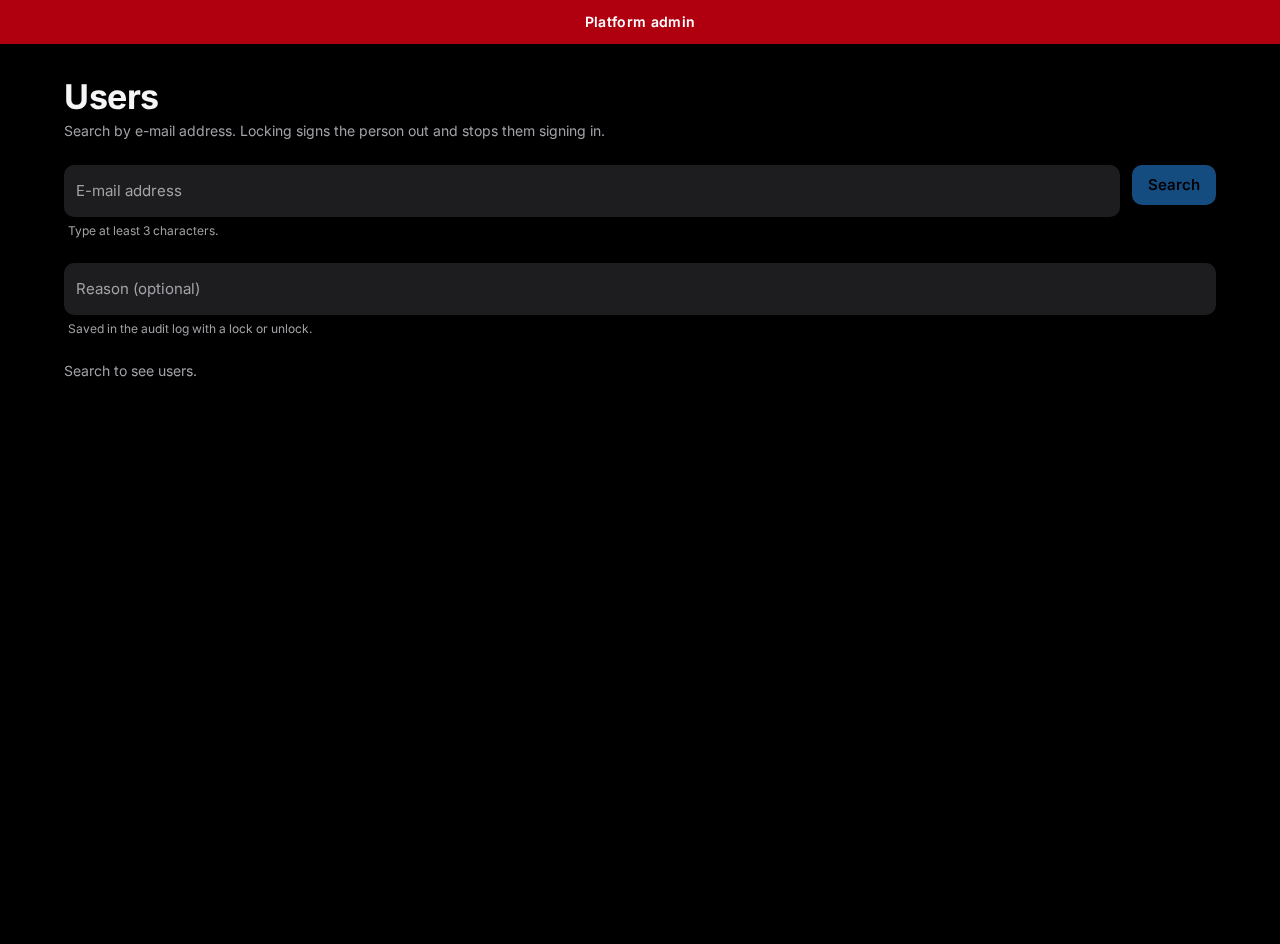 Platform admin
Users
Search by e-mail address. Locking signs the person out and stops them signing in.
E-mail address
Search
Type at least 3 characters.
Reason (optional)
Saved in the audit log with a lock or unlock.
Search to see users.